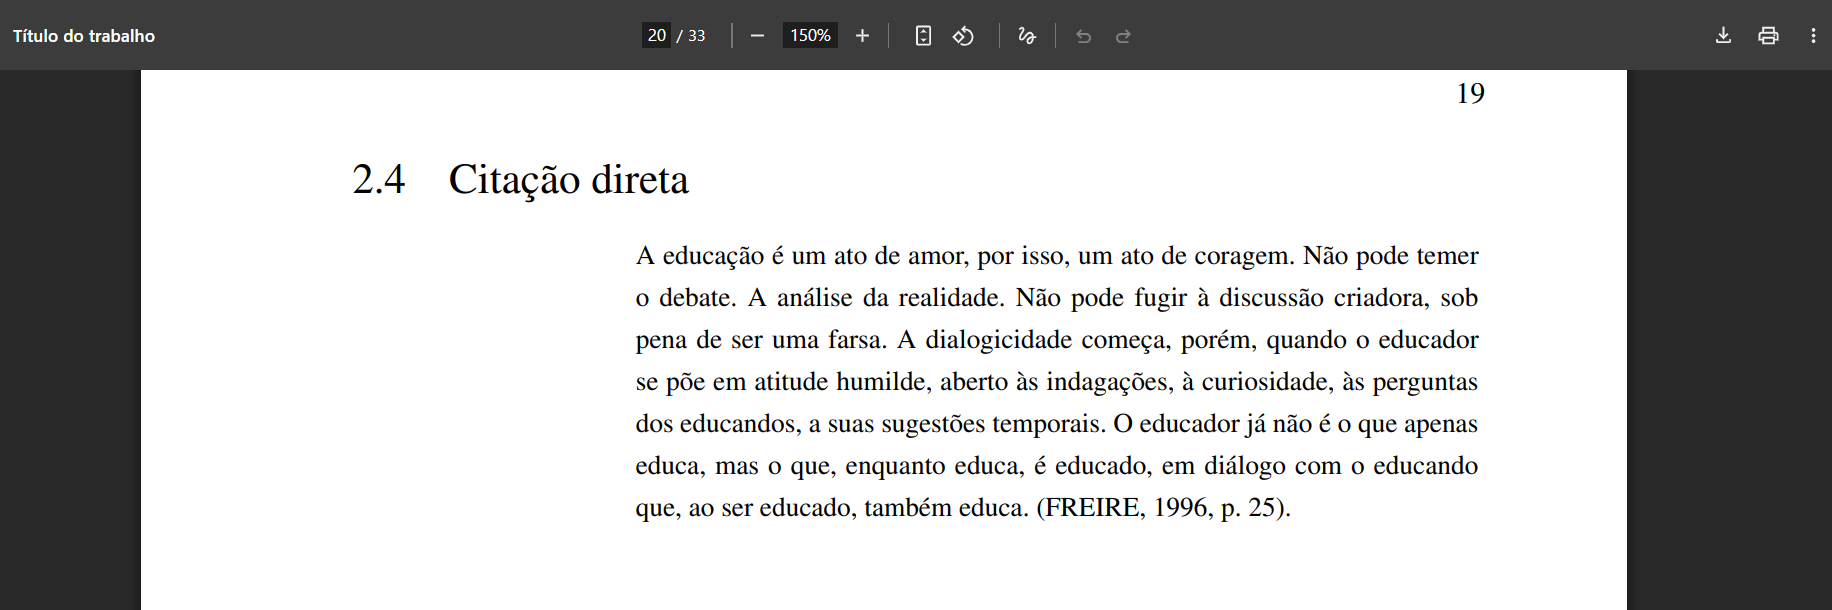 Título do trabalho
20 / 33
150%
19
2.4 Citação direta
A educação é um ato de amor, por isso, um ato de coragem. Não pode temer
o debate. A análise da realidade. Não pode fugir à discussão criadora, sob
pena de ser uma farsa. A dialogicidade começa, porém, quando o educador
se põe em atitude humilde, aberto às indagações, à curiosidade, às perguntas
dos educandos, a suas sugestões temporais. O educador já não é o que apenas
educa, mas o que, enquanto educa, é educado, em diálogo com o educando
que, ao ser educado, também educa. (FREIRE, 1996, p. 25).